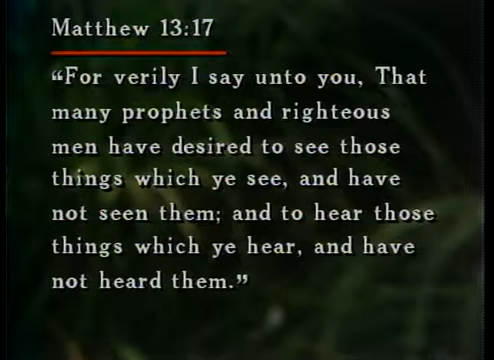 Matthew 13:17
“For verily I say unto you, That
many prophets and righteous
men have desired to see those
things which ye see, and have
not seen them; and to hear those
things which ye hear, and have
not heard them.”